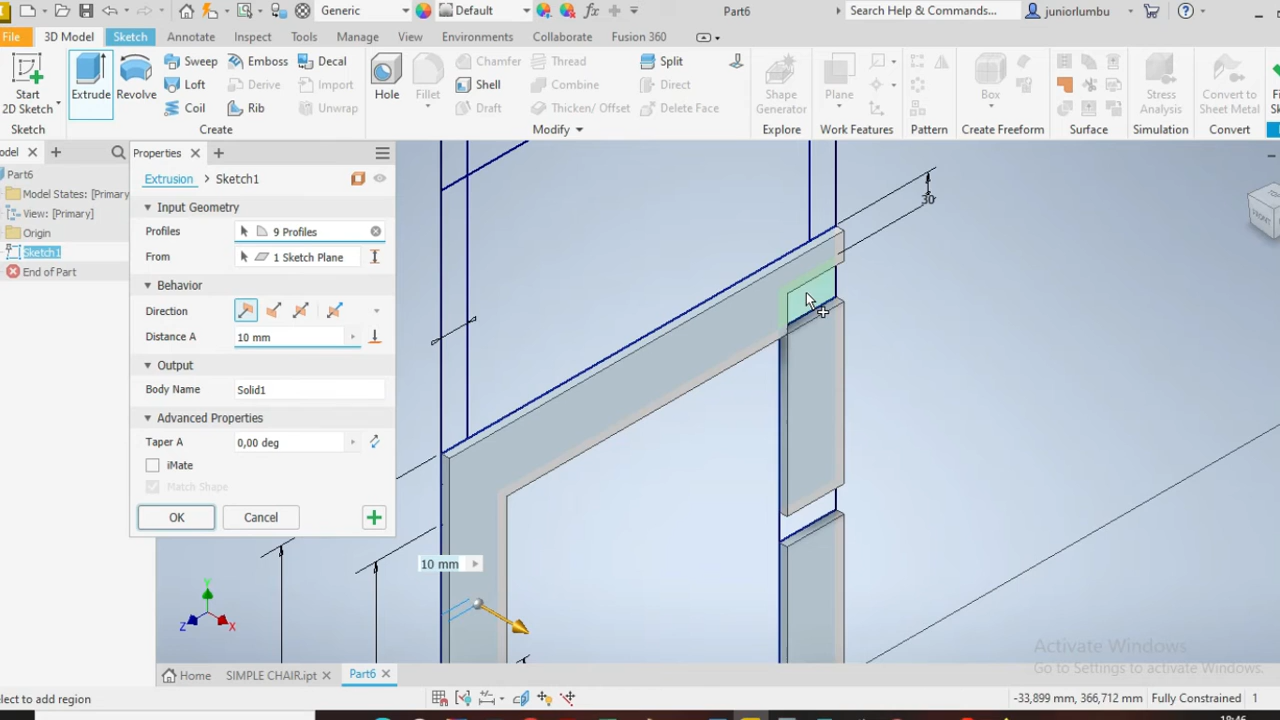 Generic
Default
fx
Part6
Search Help & Commands...
juniorlumbu
File
3D Model
Sketch
Annotate
Inspect
Tools
Manage
View
Environments
Collaborate
Fusion 360
Start
2D Sketch
Extrude
Revolve
Sweep
Emboss
Decal
Loft
Derive
Import
Coil
Rib
Unwrap
Hole
Fillet
Chamfer
Thread
Split
Shell
Combine
Direct
Draft
Thicken/ Offset
Delete Face
Shape
Generator
Plane
Box
Stress
Analysis
Convert to
Sheet Metal
Sketch
Create
Modify
Explore
Work Features
Pattern
Create Freeform
Surface
Simulation
Convert
odel
Part6
Model States: [Primary
View: [Primary]
Origin
Sketch1
End of Part
Properties
Extrusion > Sketch1
Input Geometry
Profiles
9 Profiles
From
1 Sketch Plane
Behavior
Direction
Distance A
10 mm
Output
Body Name
Solid1
Advanced Properties
Taper A
0,00 deg
iMate
Match Shape
OK
Cancel
30
10 mm
Y
Z
X
Activate Windows
Go to Settings to activate Windows.
Home
SIMPLE CHAIR.ipt
Part6
elect to add region
-33,899 mm, 366,712 mm
Fully Constrained
1